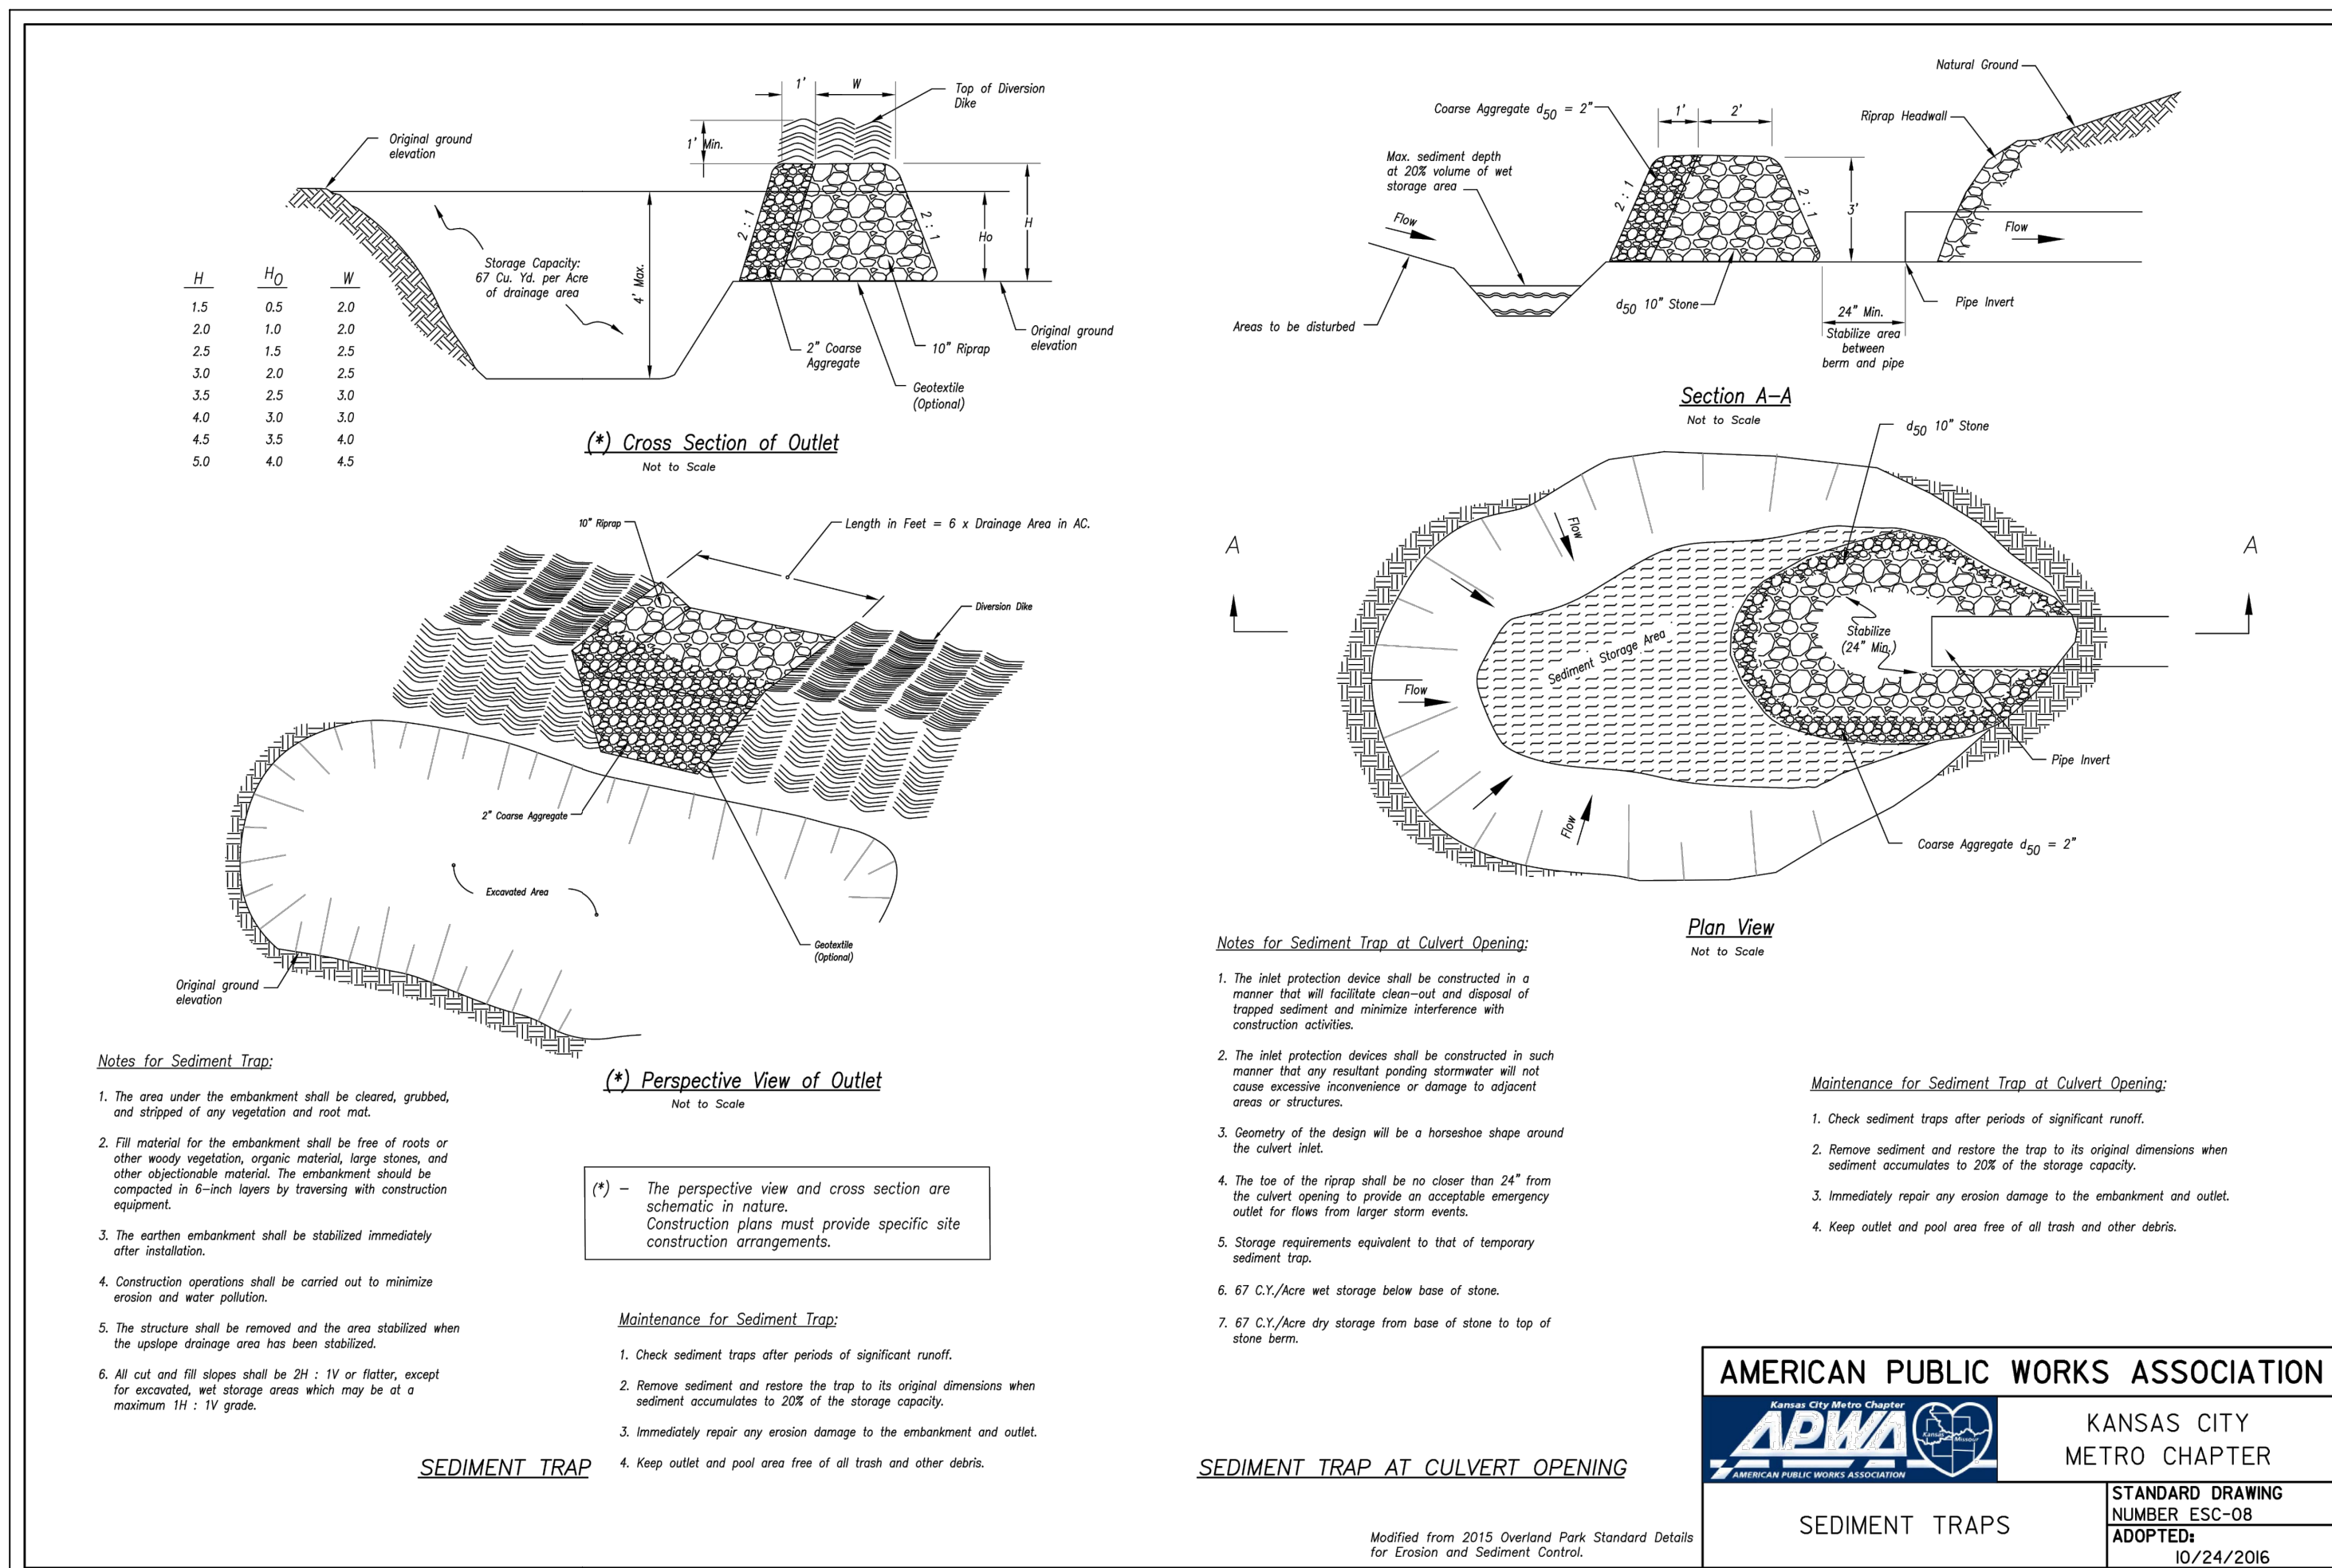 1'
W
Top of Diversion
Dike
1' Min.
Original ground
elevation
Storage Capacity:
67 Cu. Yd. per Acre
of drainage area
4' Max.
2 : 1
2 : 1
Ho
H
2" Coarse
Aggregate
10" Riprap
Original ground
elevation
Geotextile
(Optional)
H HO W
1.5 0.5 2.0
2.0 1.0 2.0
2.5 1.5 2.5
3.0 2.0 2.5
3.5 2.5 3.0
4.0 3.0 3.0
4.5 3.5 4.0
5.0 4.0 4.5
(*) Cross Section of Outlet
Not to Scale
10" Riprap
Length in Feet = 6 x Drainage Area in AC.
Diversion Dike
2" Coarse Aggregate
Excavated Area
Geotextile
(Optional)
Original ground
elevation
(*) Perspective View of Outlet
Not to Scale
Notes for Sediment Trap:
1. The area under the embankment shall be cleared, grubbed,
and stripped of any vegetation and root mat.
2. Fill material for the embankment shall be free of roots or
other woody vegetation, organic material, large stones, and
other objectionable material. The embankment should be
compacted in 6-inch layers by traversing with construction
equipment.
3. The earthen embankment shall be stabilized immediately
after installation.
4. Construction operations shall be carried out to minimize
erosion and water pollution.
5. The structure shall be removed and the area stabilized when
the upslope drainage area has been stabilized.
6. All cut and fill slopes shall be 2H : 1V or flatter, except
for excavated, wet storage areas which may be at a
maximum 1H : 1V grade.
(*) - The perspective view and cross section are
schematic in nature.
Construction plans must provide specific site
construction arrangements.
Maintenance for Sediment Trap:
1. Check sediment traps after periods of significant runoff.
2. Remove sediment and restore the trap to its original dimensions when
sediment accumulates to 20% of the storage capacity.
3. Immediately repair any erosion damage to the embankment and outlet.
4. Keep outlet and pool area free of all trash and other debris.
SEDIMENT TRAP
Natural Ground
Coarse Aggregate d50 = 2"
1'
2'
Riprap Headwall
Max. sediment depth
at 20% volume of wet
storage area
Flow
2 : 1
2 : 1
3'
Flow
Areas to be disturbed
d50 10" Stone
24" Min.
Stabilize area
between
berm and pipe
Pipe Invert
Section A-A
Not to Scale
d50 10" Stone
A
A
Flow
Flow
Flow
Sediment Storage Area
Stabilize
(24" Min.)
Pipe Invert
Coarse Aggregate d50 = 2"
Plan View
Not to Scale
Notes for Sediment Trap at Culvert Opening:
1. The inlet protection device shall be constructed in a
manner that will facilitate clean-out and disposal of
trapped sediment and minimize interference with
construction activities.
2. The inlet protection devices shall be constructed in such
manner that any resultant ponding stormwater will not
cause excessive inconvenience or damage to adjacent
areas or structures.
3. Geometry of the design will be a horseshoe shape around
the culvert inlet.
4. The toe of the riprap shall be no closer than 24" from
the culvert opening to provide an acceptable emergency
outlet for flows from larger storm events.
5. Storage requirements equivalent to that of temporary
sediment trap.
6. 67 C.Y./Acre wet storage below base of stone.
7. 67 C.Y./Acre dry storage from base of stone to top of
stone berm.
Maintenance for Sediment Trap at Culvert Opening:
1. Check sediment traps after periods of significant runoff.
2. Remove sediment and restore the trap to its original dimensions when
sediment accumulates to 20% of the storage capacity.
3. Immediately repair any erosion damage to the embankment and outlet.
4. Keep outlet and pool area free of all trash and other debris.
SEDIMENT TRAP AT CULVERT OPENING
Modified from 2015 Overland Park Standard Details
for Erosion and Sediment Control.
AMERICAN PUBLIC WORKS ASSOCIATION
Kansas City Metro Chapter
APWA
Kansas
Missouri
AMERICAN PUBLIC WORKS ASSOCIATION
KANSAS CITY
METRO CHAPTER
SEDIMENT TRAPS
STANDARD DRAWING
NUMBER ESC-08
ADOPTED:
10/24/2016